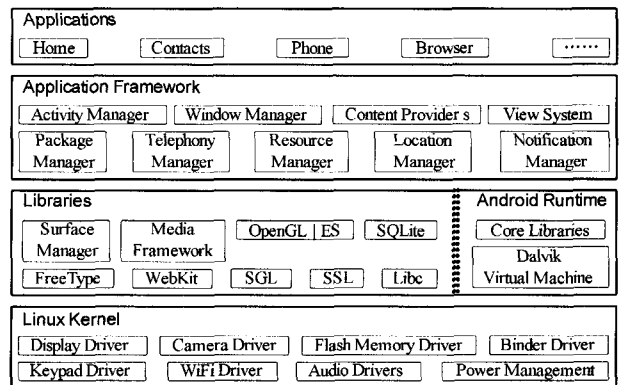 Applications
Home Contacts Phone Browser ······
Application Framework
Activity Manager Window Manager Content Provider s View System
Package Manager Telephony Manager Resource Manager Location Manager Notification Manager
Libraries
Surface Manager Media Framework OpenGL | ES SQLite
FreeType WebKit SGL SSL Libc
Android Runtime
Core Libraries
Dalvik
Virtual Machine
Linux Kernel
Display Driver Camera Driver Flash Memory Driver Binder Driver
Keypad Driver WiFi Driver Audio Drivers Power Management